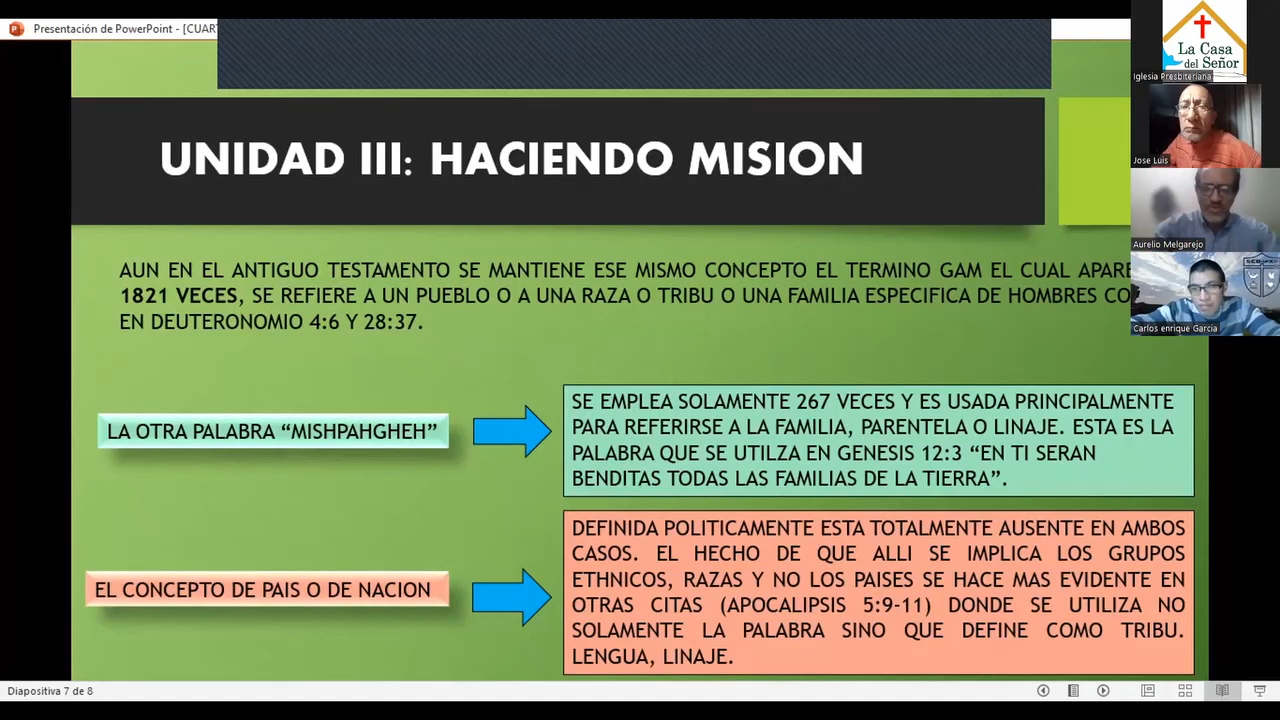 Presentación de PowerPoint - [CUART
La Casa
del Señor
Iglesia Presbiteriana
Jose Luis
Aurelio Melgarejo
Carlos enrique Garcia
UNIDAD III: HACIENDO MISION
AUN EN EL ANTIGUO TESTAMENTO SE MANTIENE ESE MISMO CONCEPTO EL TERMINO GAM EL CUAL APARE
1821 VECES, SE REFIERE A UN PUEBLO O A UNA RAZA O TRIBU O UNA FAMILIA ESPECIFICA DE HOMBRES CO
EN DEUTERONOMIO 4:6 Y 28:37.
LA OTRA PALABRA “MISHPAHGHEH”
SE EMPLEA SOLAMENTE 267 VECES Y ES USADA PRINCIPALMENTE
PARA REFERIRSE A LA FAMILIA, PARENTELA O LINAJE. ESTA ES LA
PALABRA QUE SE UTILZA EN GENESIS 12:3 “EN TI SERAN
BENDITAS TODAS LAS FAMILIAS DE LA TIERRA”.
EL CONCEPTO DE PAIS O DE NACION
DEFINIDA POLITICAMENTE ESTA TOTALMENTE AUSENTE EN AMBOS
CASOS. EL HECHO DE QUE ALLI SE IMPLICA LOS GRUPOS
ETHNICOS, RAZAS Y NO LOS PAISES SE HACE MAS EVIDENTE EN
OTRAS CITAS (APOCALIPSIS 5:9-11) DONDE SE UTILIZA NO
SOLAMENTE LA PALABRA SINO QUE DEFINE COMO TRIBU.
LENGUA, LINAJE.
Diapositiva 7 de 8